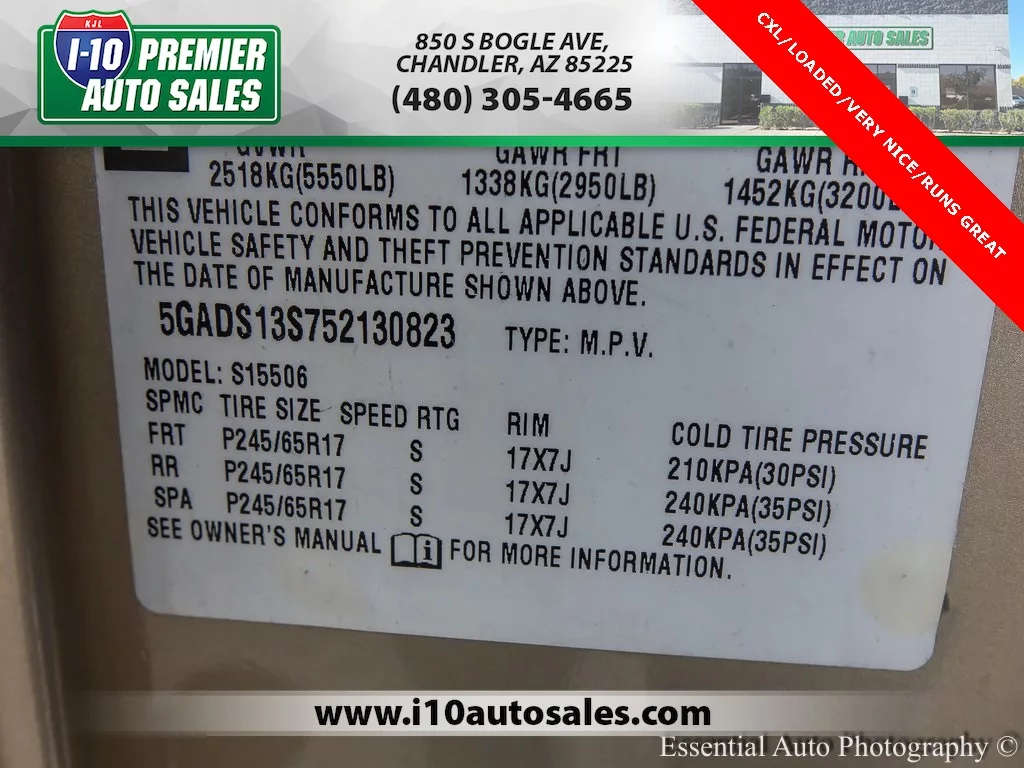 KJL
I-10 PREMIER
AUTO SALES
850 S BOGLE AVE,
CHANDLER, AZ 85225
(480) 305-4665
AUTO SALES
CXL/LOADED/VERY NICE/RUNS GREAT
GVWR GAWR FRT GAWR
2518KG(5550LB) 1338KG(2950LB) 1452KG(3200
THIS VEHICLE CONFORMS TO ALL APPLICABLE U.S. FEDERAL MOTOR
VEHICLE SAFETY AND THEFT PREVENTION STANDARDS IN EFFECT ON
THE DATE OF MANUFACTURE SHOWN ABOVE.
5GADS13S752130823 TYPE: M.P.V.
MODEL: S15506
SPMC TIRE SIZE SPEED RTG RIM COLD TIRE PRESSURE
FRT P245/65R17 S 17X7J 210KPA(30PSI)
RR P245/65R17 S 17X7J 240KPA(35PSI)
SPA P245/65R17 S 17X7J 240KPA(35PSI)
SEE OWNER'S MANUAL i FOR MORE INFORMATION.
www.i10autosales.com
Essential Auto Photography ©